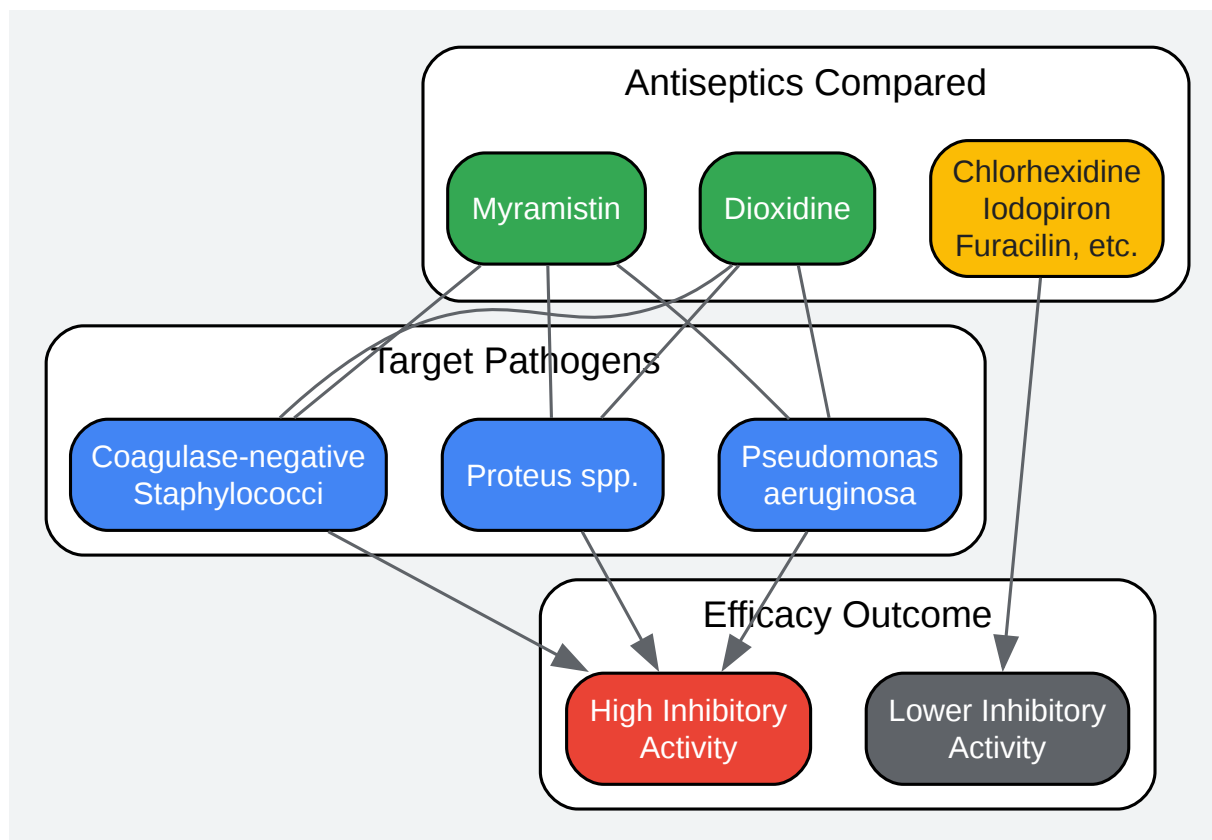 Antiseptics Compared
Myramistin
Dioxidine
Chlorhexidine
Iodopiron
Furacilin, etc.
Target Pathogens
Coagulase-negative
Staphylococci
Proteus spp.
Pseudomonas
aeruginosa
Efficacy Outcome
High Inhibitory
Activity
Lower Inhibitory
Activity